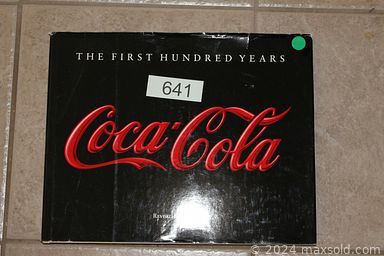 THE FIRST HUNDRED YEARS
641
Coca-Cola
© 2024 maxsold.com